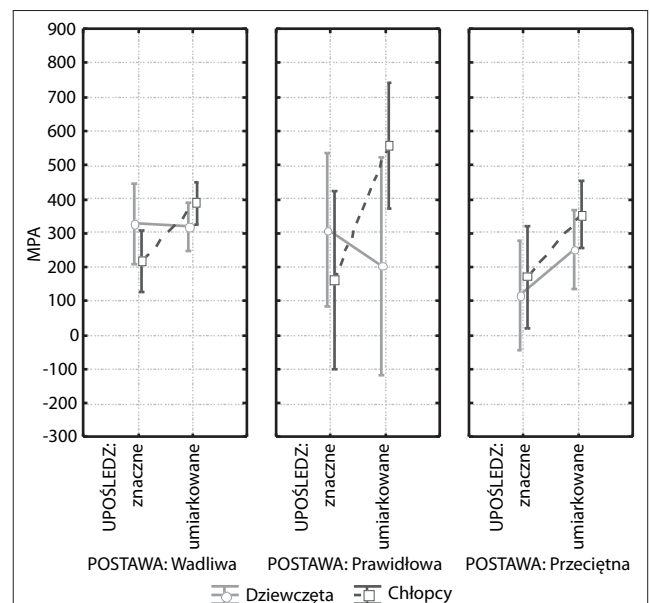 900
800
700
600
500
400
300
200
100
0
-100
-200
-300
MPA
UPOŚLEDZ:
znaczne
umiarkowane
UPOŚLEDZ:
znaczne
umiarkowane
UPOŚLEDZ:
znaczne
umiarkowane
POSTAWA: Wadliwa
POSTAWA: Prawidłowa
POSTAWA: Przeciętna
Dziewczęta
Chłopcy